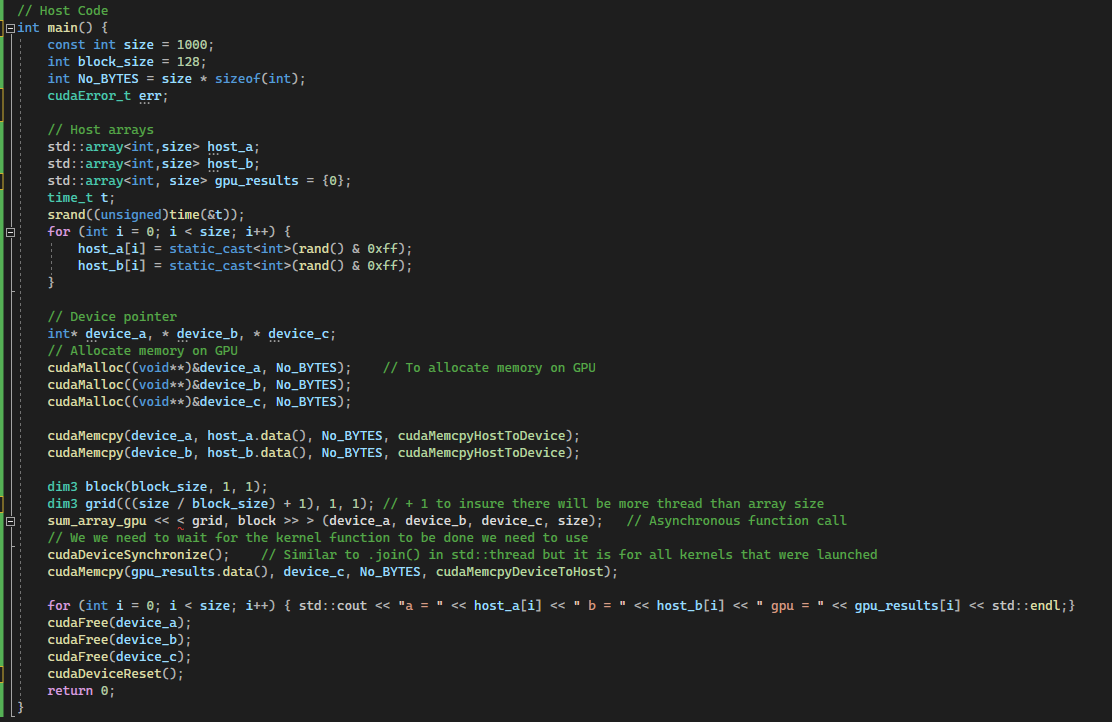 // Host Code
int main() {
    const int size = 1000;
    int block_size = 128;
    int No_BYTES = size * sizeof(int);
    cudaError_t err;
    // Host arrays
    std::array<int,size> host_a;
    std::array<int,size> host_b;
    std::array<int, size> gpu_results = {0};
    time_t t;
    srand((unsigned)time(&t));
    for (int i = 0; i < size; i++) {
        host_a[i] = static_cast<int>(rand() & 0xff);
        host_b[i] = static_cast<int>(rand() & 0xff);
    }
    // Device pointer
    int* device_a, * device_b, * device_c;
    // Allocate memory on GPU
    cudaMalloc((void**)&device_a, No_BYTES);    // To allocate memory on GPU
    cudaMalloc((void**)&device_b, No_BYTES);
    cudaMalloc((void**)&device_c, No_BYTES);
    cudaMemcpy(device_a, host_a.data(), No_BYTES, cudaMemcpyHostToDevice);
    cudaMemcpy(device_b, host_b.data(), No_BYTES, cudaMemcpyHostToDevice);
    dim3 block(block_size, 1, 1);
    dim3 grid(((size / block_size) + 1), 1, 1); // + 1 to insure there will be more thread than array size
    sum_array_gpu << < grid, block >> > (device_a, device_b, device_c, size);   // Asynchronous function call
    // We we need to wait for the kernel function to be done we need to use
    cudaDeviceSynchronize();    // Similar to .join() in std::thread but it is for all kernels that were launched
    cudaMemcpy(gpu_results.data(), device_c, No_BYTES, cudaMemcpyDeviceToHost);
    for (int i = 0; i < size; i++) { std::cout << "a = " << host_a[i] << " b = " << host_b[i] << " gpu = " << gpu_results[i] << std::endl;}
    cudaFree(device_a);
    cudaFree(device_b);
    cudaFree(device_c);
    cudaDeviceReset();
    return 0;
}